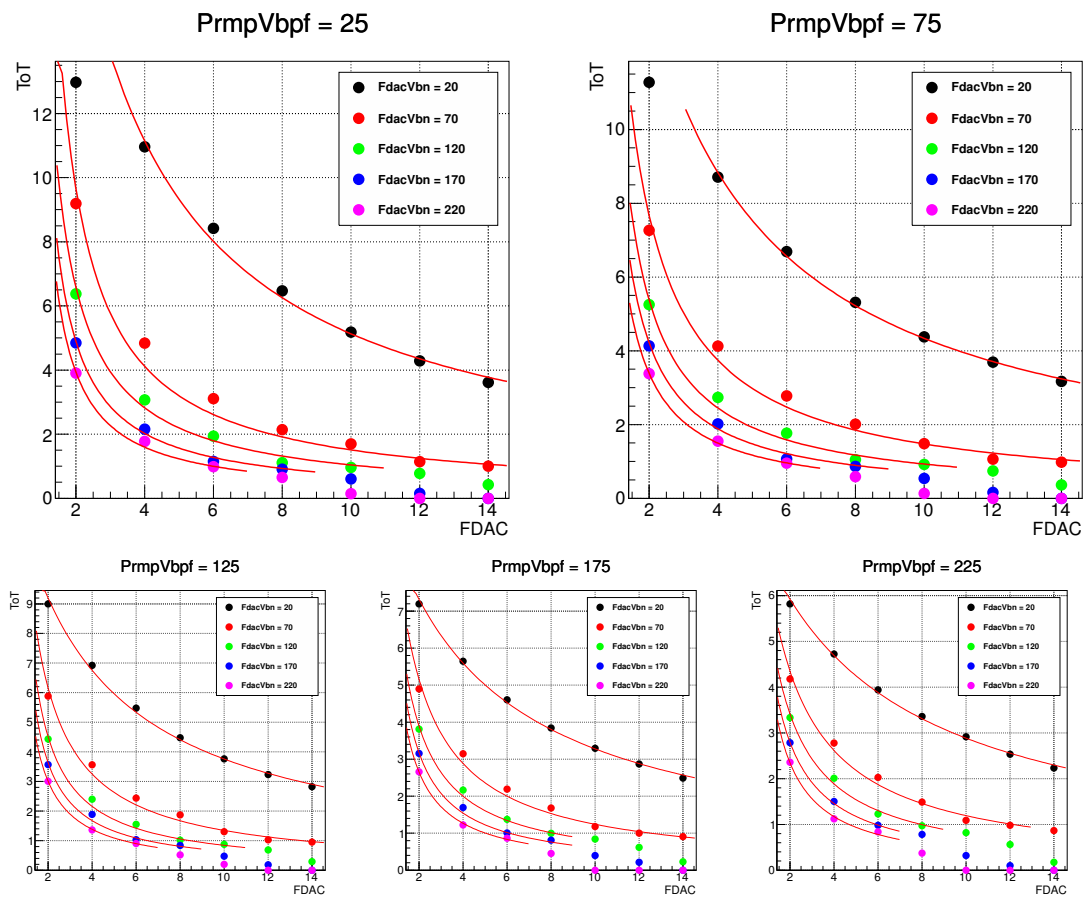 PrmpVbpf = 25
ToT
12
10
8
6
4
2
0
2 4 6 8 10 12 14
FDAC
FdacVbn = 20
FdacVbn = 70
FdacVbn = 120
FdacVbn = 170
FdacVbn = 220
PrmpVbpf = 75
ToT
10
8
6
4
2
0
2 4 6 8 10 12 14
FDAC
FdacVbn = 20
FdacVbn = 70
FdacVbn = 120
FdacVbn = 170
FdacVbn = 220
PrmpVbpf = 125
ToT
9
8
7
6
5
4
3
2
1
0
2 4 6 8 10 12 14
FDAC
FdacVbn = 20
FdacVbn = 70
FdacVbn = 120
FdacVbn = 170
FdacVbn = 220
PrmpVbpf = 175
ToT
7
6
5
4
3
2
1
0
2 4 6 8 10 12 14
FDAC
FdacVbn = 20
FdacVbn = 70
FdacVbn = 120
FdacVbn = 170
FdacVbn = 220
PrmpVbpf = 225
ToT
6
5
4
3
2
1
0
2 4 6 8 10 12 14
FDAC
FdacVbn = 20
FdacVbn = 70
FdacVbn = 120
FdacVbn = 170
FdacVbn = 220